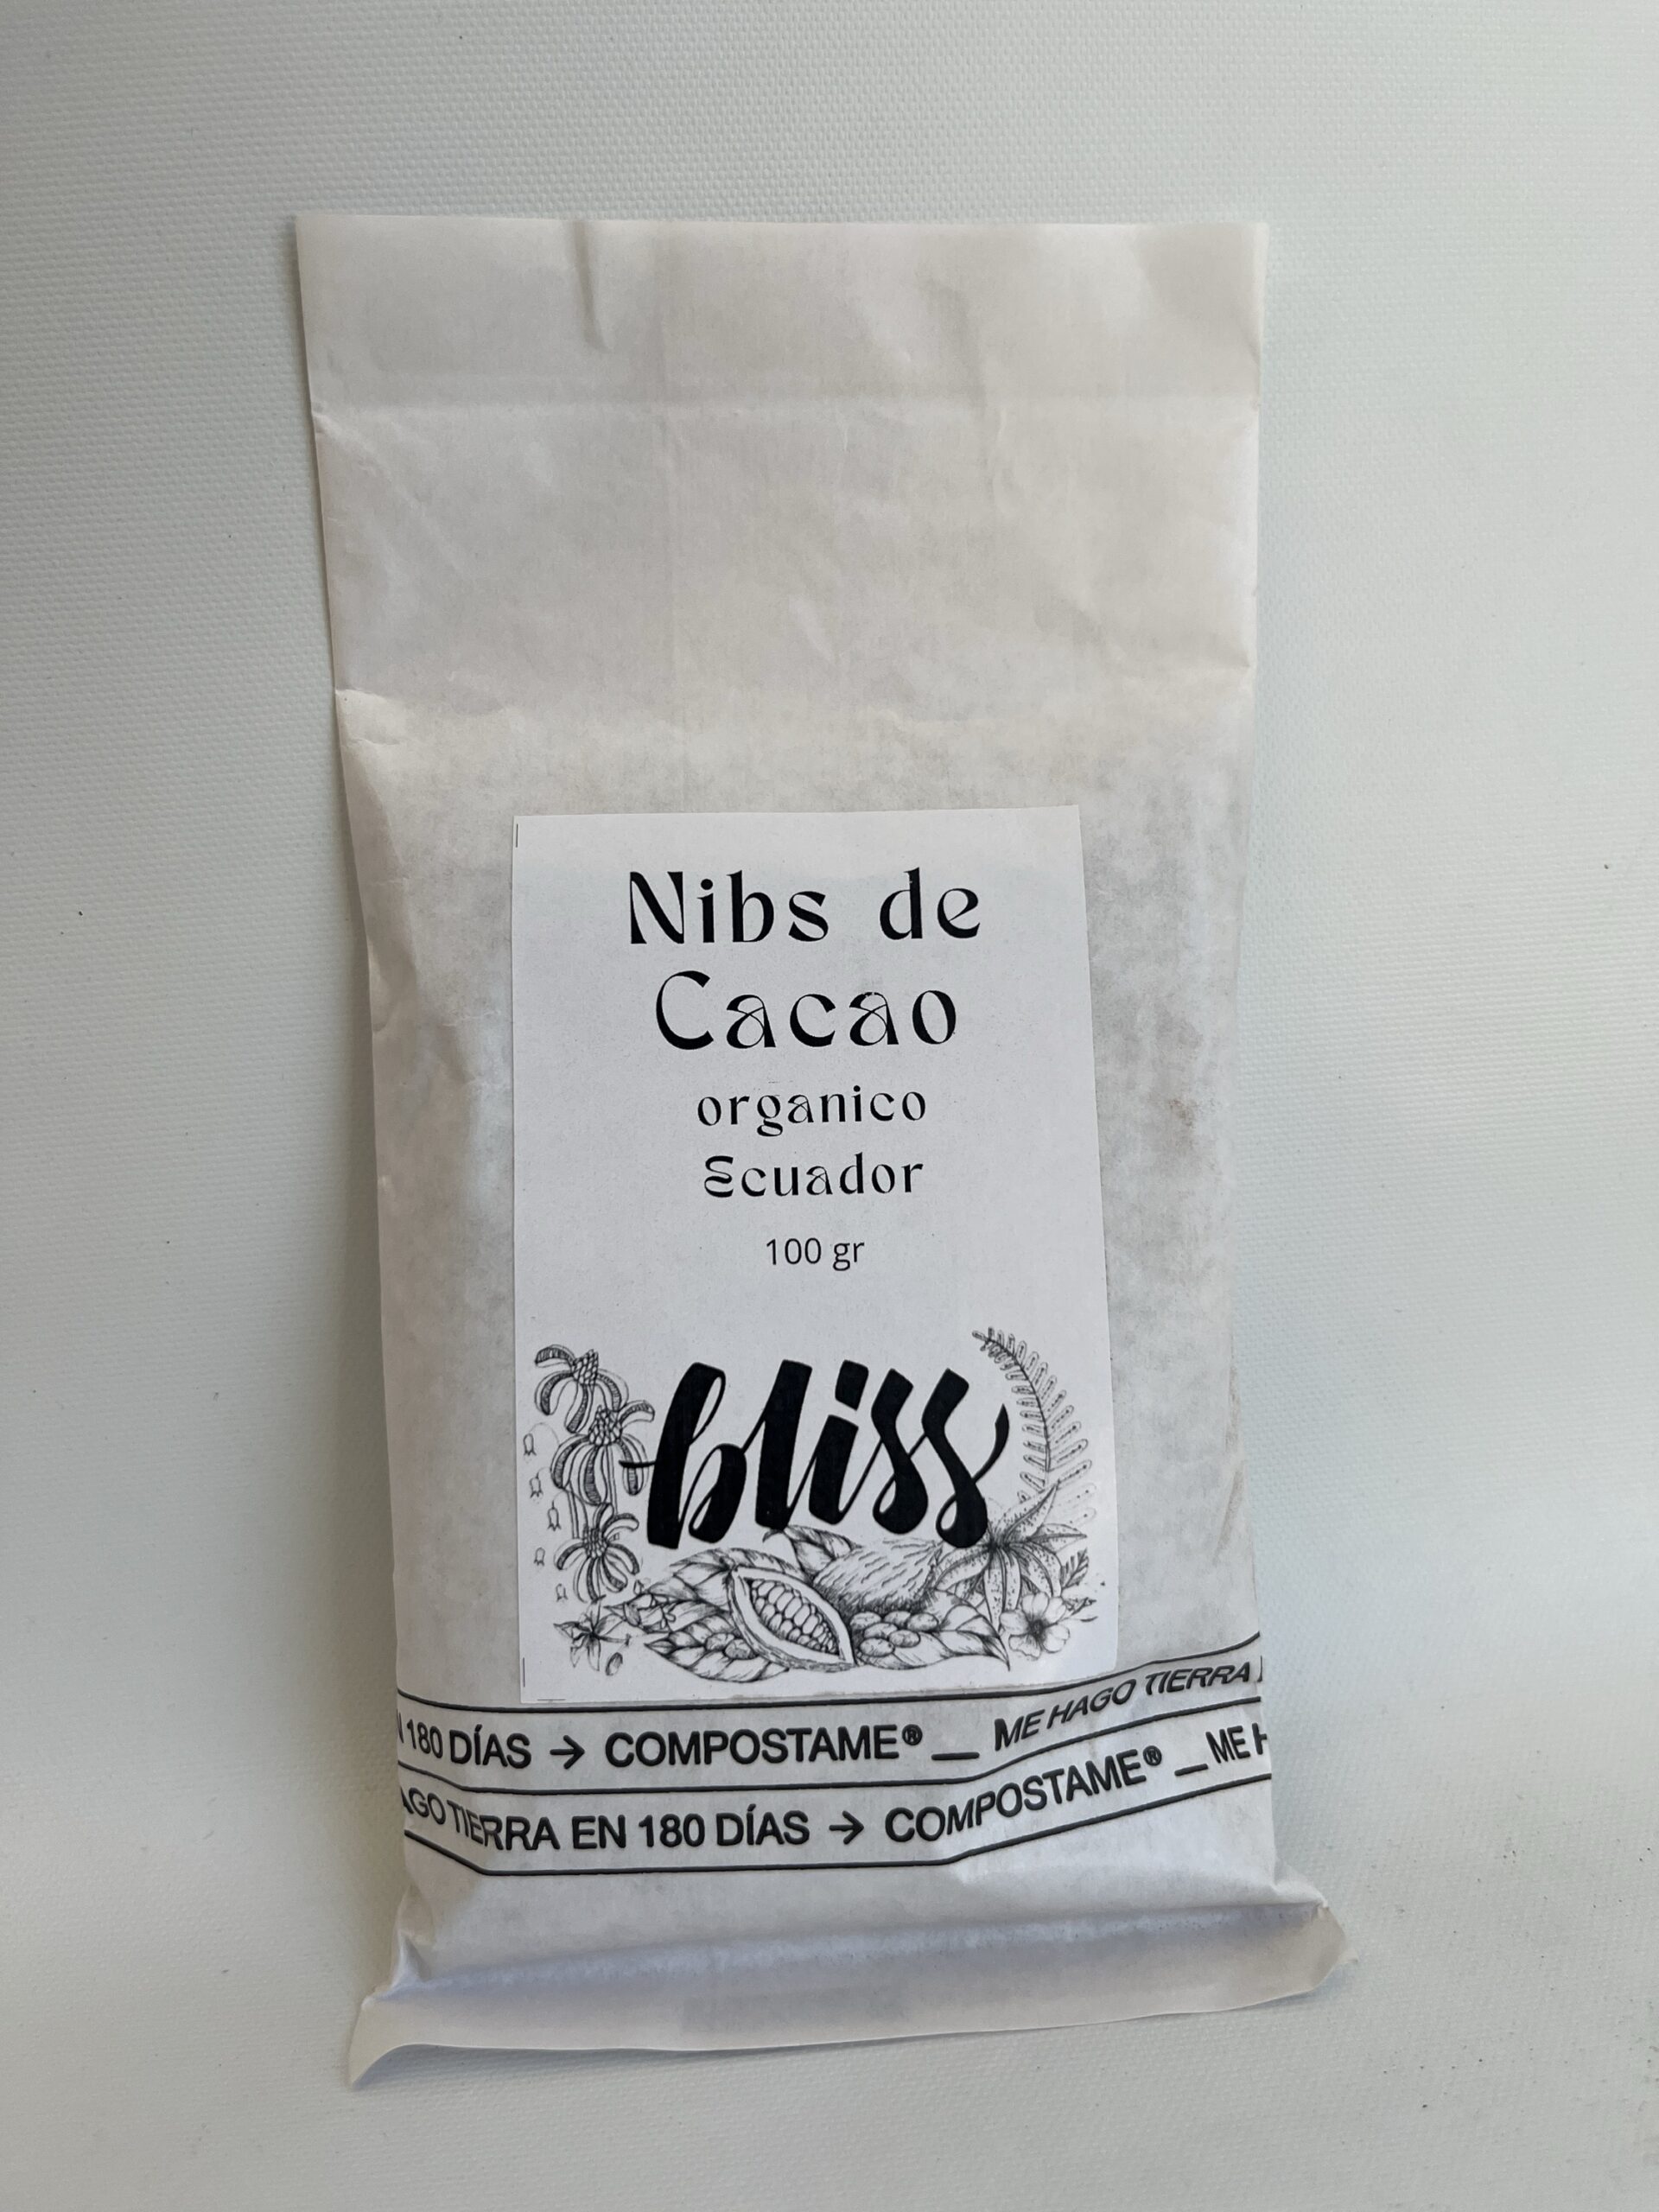 Nibs de
Cacao
organico
Ecuador
100 gr
bliss
180 DÍAS → COMPOSTAME® __ ME HAGO TIERRA
AGO TIERRA EN 180 DÍAS → COMPOSTAME® __ ME H